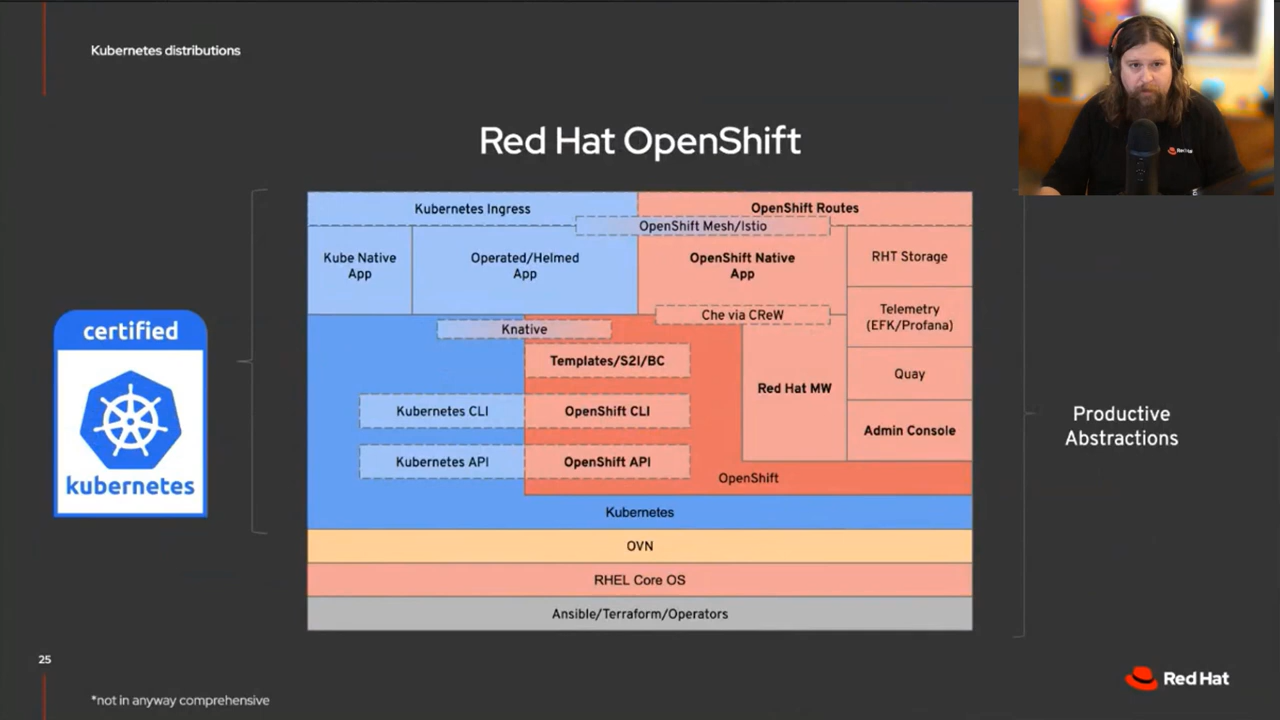 Kubernetes distributions
Red Hat
Red Hat OpenShift
Kubernetes Ingress
OpenShift Routes
OpenShift Mesh/Istio
Kube Native
App
Operated/Helmed
App
OpenShift Native
App
RHT Storage
Che via CReW
Telemetry
(EFK/Profana)
certified
kubernetes
Knative
Templates/S2I/BC
Quay
Red Hat MW
Kubernetes CLI
OpenShift CLI
Admin Console
Productive
Abstractions
Kubernetes API
OpenShift API
OpenShift
Kubernetes
OVN
RHEL Core OS
Ansible/Terraform/Operators
25
Red Hat
*not in anyway comprehensive